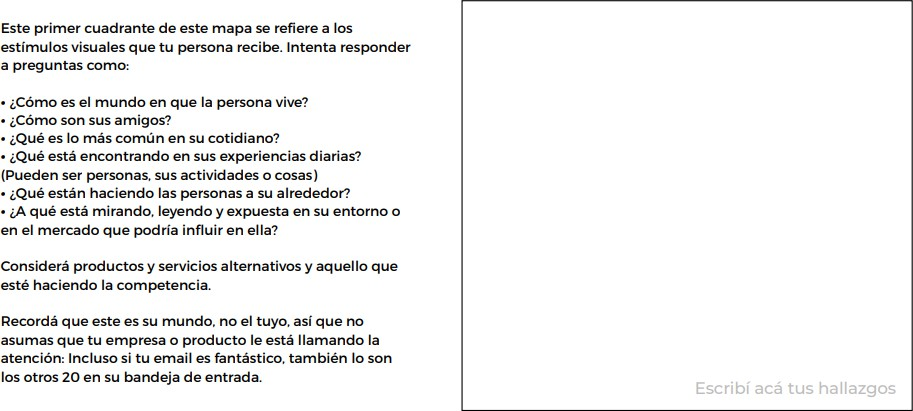 Este primer cuadrante de este mapa se refiere a los
estímulos visuales que tu persona recibe. Intenta responder
a preguntas como:
• ¿Cómo es el mundo en que la persona vive?
• ¿Cómo son sus amigos?
• ¿Qué es lo más común en su cotidiano?
• ¿Qué está encontrando en sus experiencias diarias?
(Pueden ser personas, sus actividades o cosas)
• ¿Qué están haciendo las personas a su alrededor?
• ¿A qué está mirando, leyendo y expuesta en su entorno o
en el mercado que podría influir en ella?
Considerá productos y servicios alternativos y aquello que
esté haciendo la competencia.
Recordá que este es su mundo, no el tuyo, así que no
asumas que tu empresa o producto le está llamando la
atención: Incluso si tu email es fantástico, también lo son
los otros 20 en su bandeja de entrada.
Escribí acá tus hallazgos